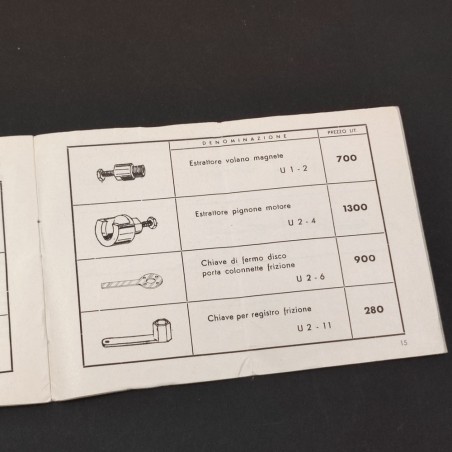 DENOMINAZIONE
PREZZO LIT.
Estrattore volano magnete
U 1 - 2
700
Estrattore pignone motore
U 2 - 4
1300
Chiave di fermo disco
porta colonnette frizione
U 2 - 6
900
Chiave per registro frizione
U 2 - 11
280
15